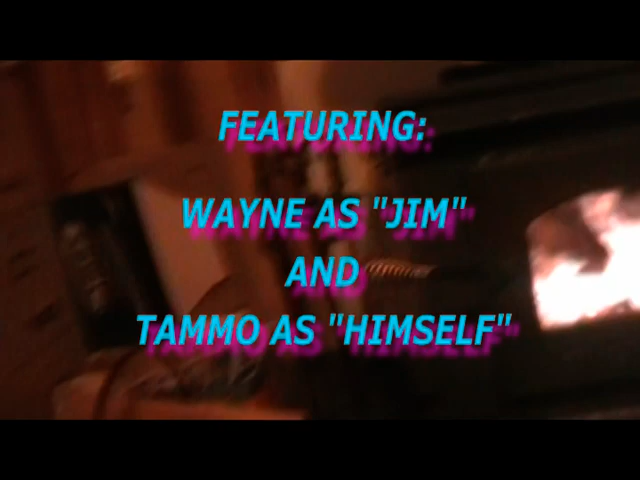 FEATURING:
WAYNE AS "JIM"
AND
TAMMO AS "HIMSELF"